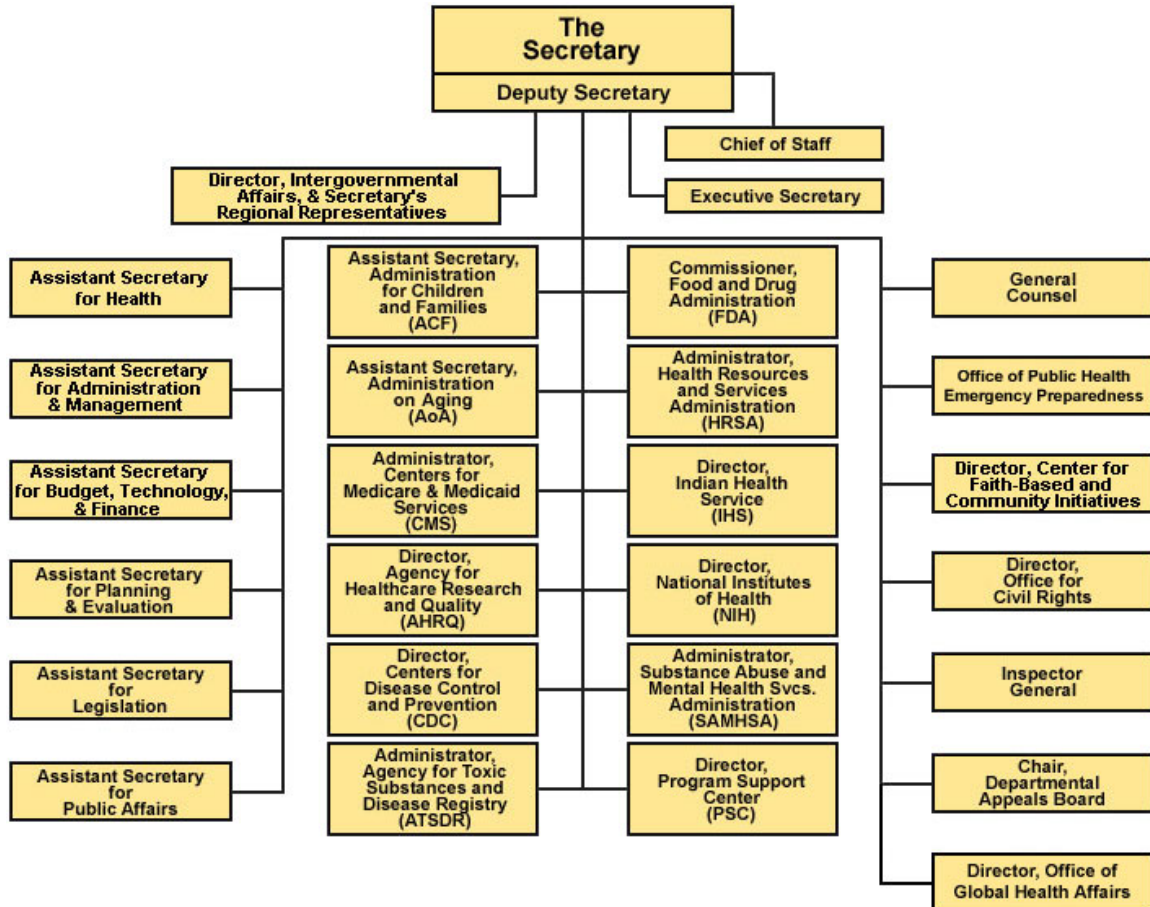 The
Secretary
Deputy Secretary
Chief of Staff
Director, Intergovernmental
Affairs, & Secretary's
Regional Representatives
Executive Secretary
Assistant Secretary
for Health
Assistant Secretary
for Administration
& Management
Assistant Secretary
for Budget, Technology,
& Finance
Assistant Secretary
for Planning
& Evaluation
Assistant Secretary
for
Legislation
Assistant Secretary
for
Public Affairs
Assistant Secretary,
Administration
for Children
and Families
(ACF)
Assistant Secretary,
Administration
on Aging
(AoA)
Administrator,
Centers for
Medicare & Medicaid
Services
(CMS)
Director,
Agency for
Healthcare Research
and Quality
(AHRQ)
Director,
Centers for
Disease Control
and Prevention
(CDC)
Administrator,
Agency for Toxic
Substances and
Disease Registry
(ATSDR)
Commissioner,
Food and Drug
Administration
(FDA)
Administrator,
Health Resources
and Services
Administration
(HRSA)
Director,
Indian Health
Service
(IHS)
Director,
National Institutes
of Health
(NIH)
Administrator,
Substance Abuse and
Mental Health Svcs.
Administration
(SAMHSA)
Director,
Program Support
Center
(PSC)
General
Counsel
Office of Public Health
Emergency Preparedness
Director, Center for
Faith-Based and
Community Initiatives
Director,
Office for
Civil Rights
Inspector
General
Chair,
Departmental
Appeals Board
Director, Office of
Global Health Affairs